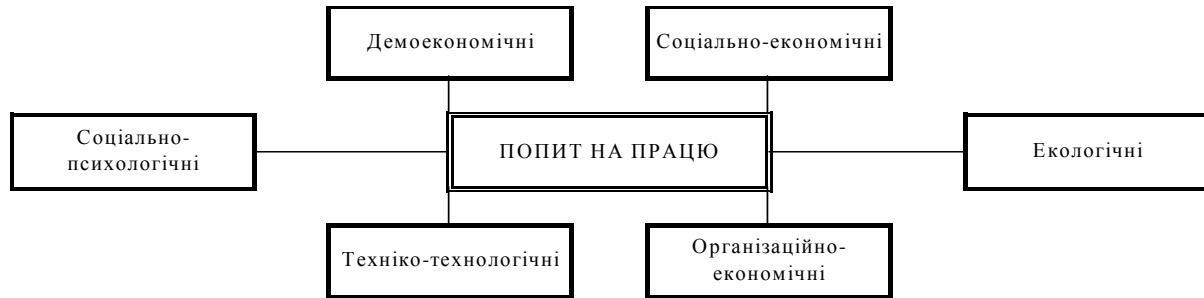 Демоекономічні
Соціально-економічні
Соціально-
психологічні
ПОПИТ НА ПРАЦЮ
Екологічні
Техніко-технологічні
Організаційно-
економічні